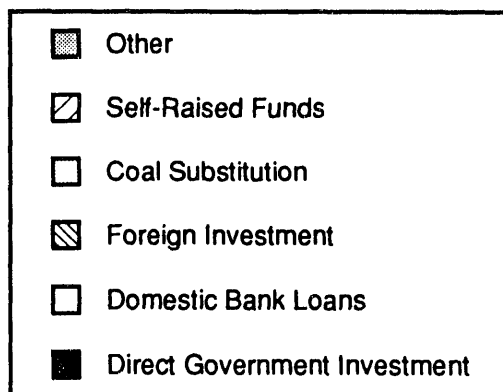 Other
Self-Raised Funds
Coal Substitution
Foreign Investment
Domestic Bank Loans
Direct Government Investment